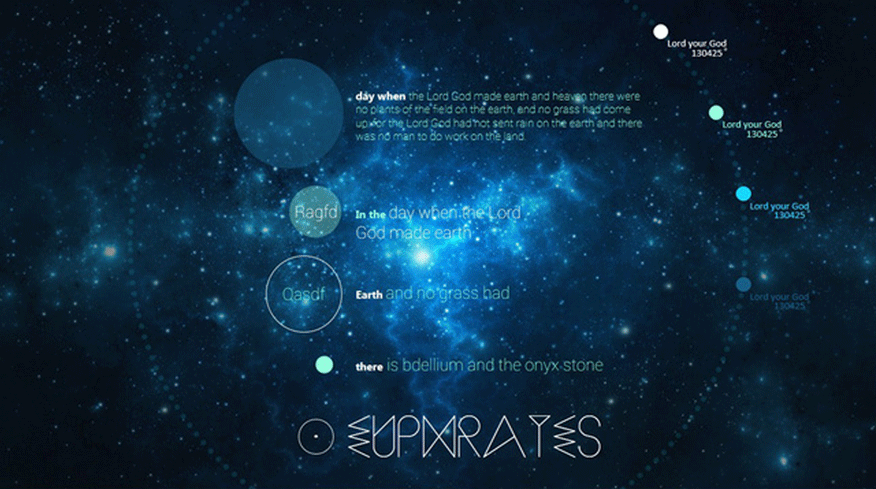 Lord your God
130425°
day when the Lord God made earth and heaven there were
no plants of the field on the earth, and no grass had come
up: for the Lord God had not sent rain on the earth and there
was no man to do work on the land.
Lord your God
130425°
Ragfd
In the day when the Lord
God made earth
Lord your God
130425°
Qasdf
Earth and no grass had
Lord your God
130425°
there is bdellium and the onyx stone
EUPHRATES